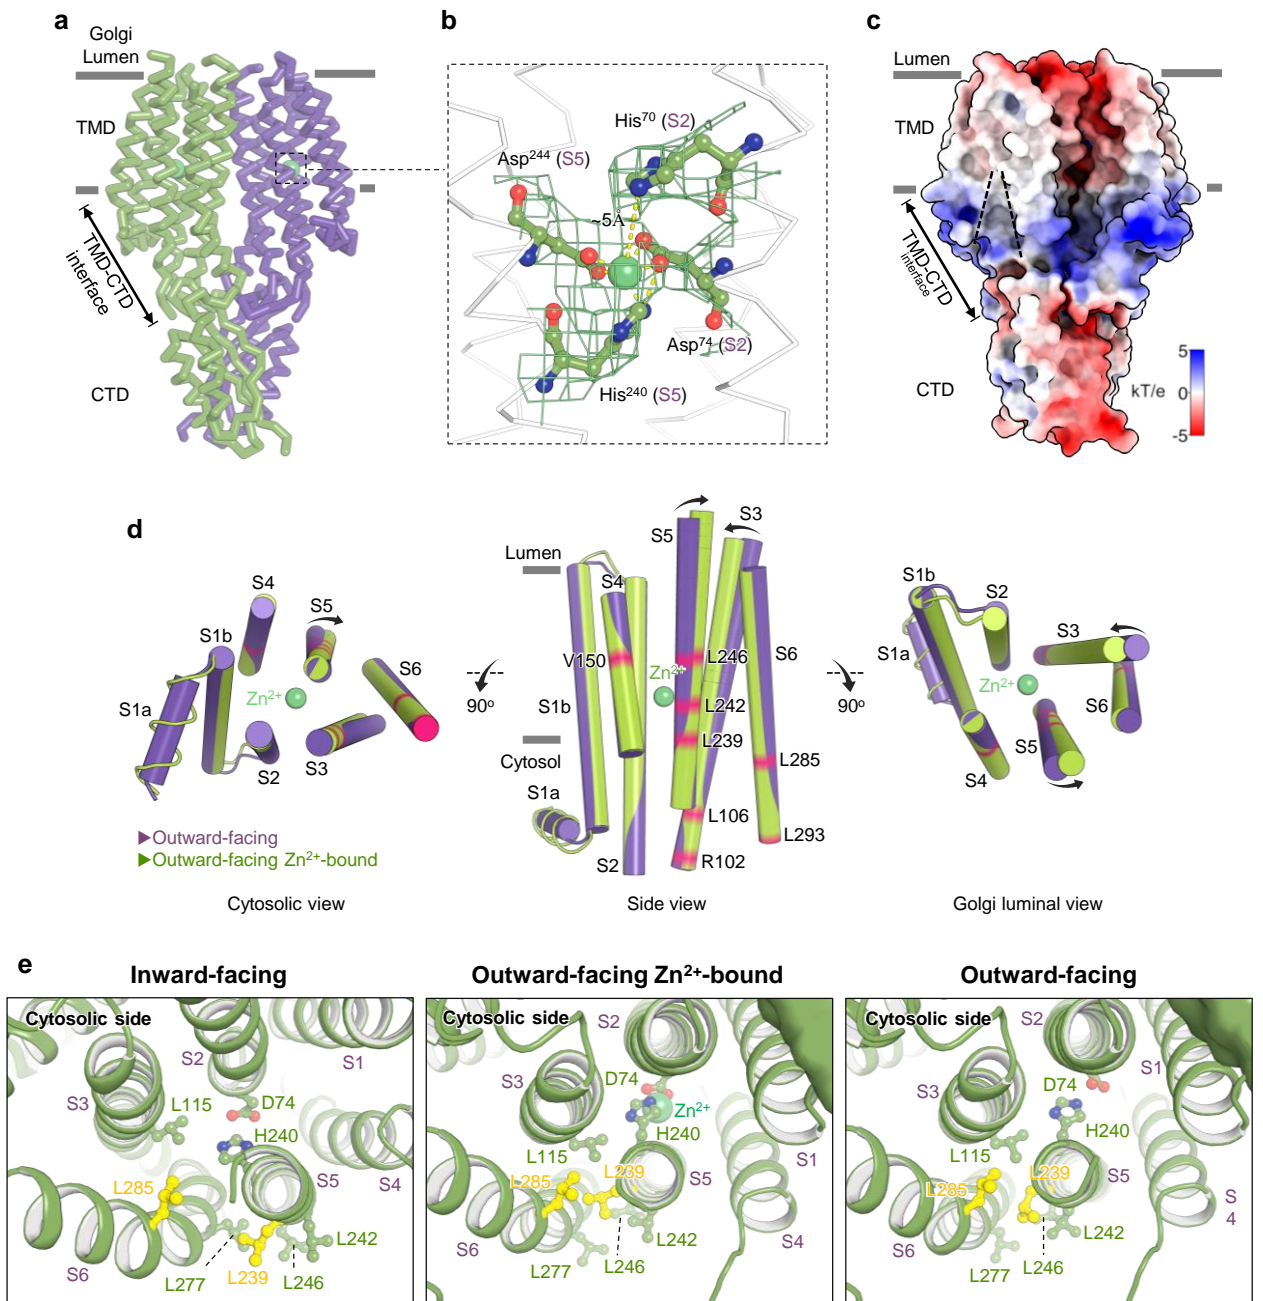 a
Golgi
Lumen
TMD
TMD-CTD
interface
CTD
b
His70 (S2)
Asp244 (S5)
~5Å
Asp74 (S2)
His240 (S5)
c
Lumen
TMD
TMD-CTD
interface
CTD
5
kT/e 0
-5
d
S4
S5
S1b
S6
Zn2+
S1a
S2
S3
▶Outward-facing
▶Outward-facing Zn2+-bound
Cytosolic view
90o
Lumen
S5
S3
S4
V150
L246
Zn2+
S6
S1b
L242
L239
Cytosol
L285
S1a
L106
L293
S2
R102
Side view
90o
S1b
S2
S3
S1a
Zn2+
S6
S5
S4
Golgi luminal view
e
Inward-facing
Cytosolic side
S2
S1
S3
L115
D74
H240
S5
S4
L285
L242
S6
L277
L239
L246
Outward-facing Zn2+-bound
Cytosolic side
S2
D74
S3
Zn2+
H240
L115
S1
L239
S5
L285
L242
S4
S6
L246
L277
Outward-facing
Cytosolic side
S2
S1
D74
S3
H240
L115
L239
S5
L285
S
4
L242
S6
L277
L246